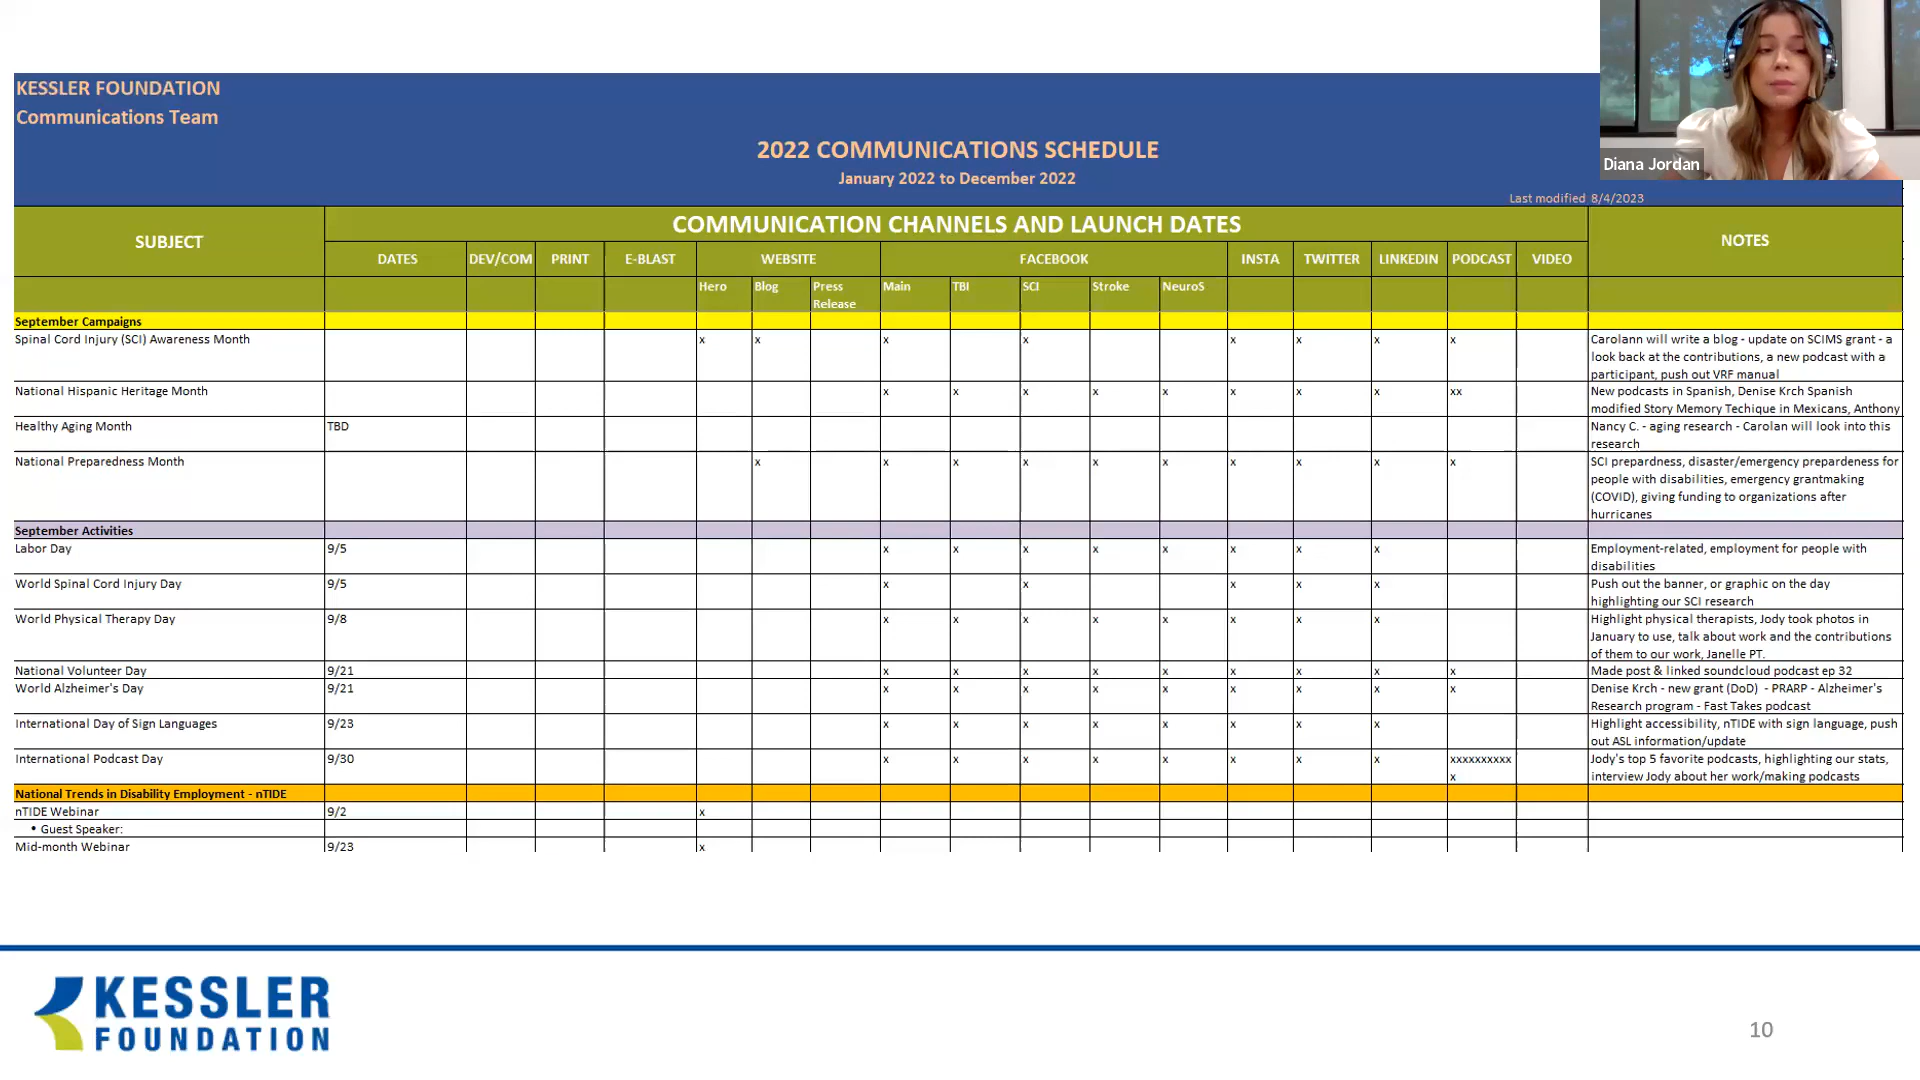 KESSLER FOUNDATION
Communications Team
2022 COMMUNICATIONS SCHEDULE
January 2022 to December 2022
Diana Jordan
Last modified 8/4/2023
SUBJECT COMMUNICATION CHANNELS AND LAUNCH DATES NOTES
DATES DEV/COM PRINT E-BLAST WEBSITE FACEBOOK INSTA TWITTER LINKEDIN PODCAST VIDEO
Hero Blog Press Main TBI SCI Stroke NeuroS
Release
September Campaigns
Spinal Cord Injury (SCI) Awareness Month x x x x x x x x Carolann will write a blog - update on SCIMS grant - a
look back at the contributions, a new podcast with a
participant, push out VRF manual
National Hispanic Heritage Month x x x x x x x x xx New podcasts in Spanish, Denise Krch Spanish
modified Story Memory Techique in Mexicans, Anthony
Healthy Aging Month TBD Nancy C. - aging research - Carolan will look into this
research
National Preparedness Month x x x x x x x x x x SCI prepardness, disaster/emergency prepardeness for
people with disabilities, emergency grantmaking
(COVID), giving funding to organizations after
hurricanes
September Activities
Labor Day 9/5 x x x x x x x x Employment-related, employment for people with
disabilities
World Spinal Cord Injury Day 9/5 x x x x x Push out the banner, or graphic on the day
highlighting our SCI research
World Physical Therapy Day 9/8 x x x x x x x x Highlight physical therapists, Jody took photos in
January to use, talk about work and the contributions
of them to our work, Janelle PT.
National Volunteer Day 9/21 x x x x x x x x x Made post & linked soundcloud podcast ep 32
World Alzheimer's Day 9/21 x x x x x x x x x Denise Krch - new grant (DoD) - PRARP - Alzheimer's
Research program - Fast Takes podcast
International Day of Sign Languages 9/23 x x x x x x x x Highlight accessibility, nTIDE with sign language, push
out ASL information/update
International Podcast Day 9/30 x x x x x x x x xxxxxxxxxx Jody's top 5 favorite podcasts, highlighting our stats,
x interview Jody about her work/making podcasts
National Trends in Disability Employment - nTIDE
nTIDE Webinar 9/2 x
• Guest Speaker:
Mid-month Webinar 9/23 x
KESSLER
FOUNDATION
10